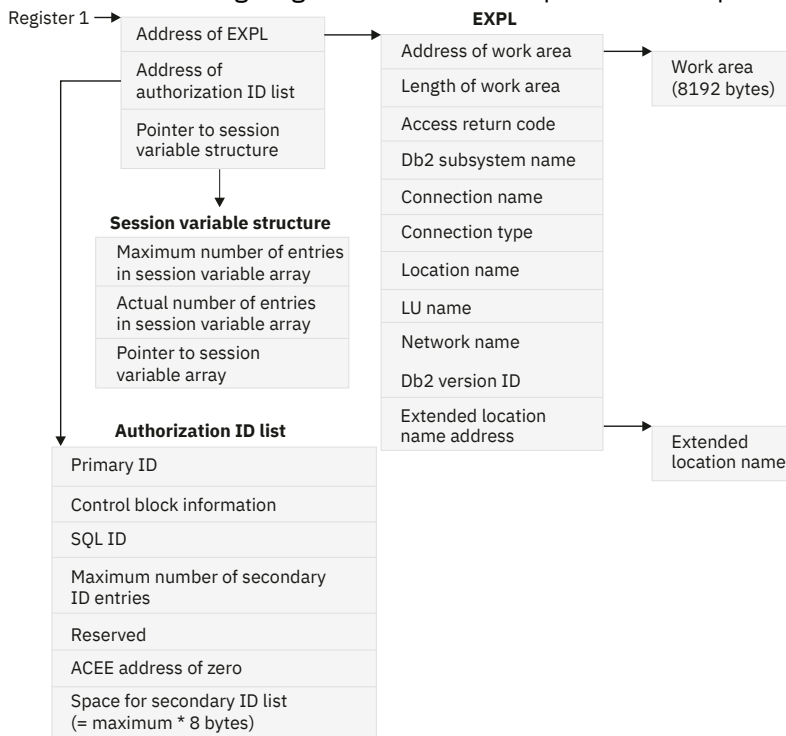 Register 1
Address of EXPL
Address of
authorization ID list
Pointer to session
variable structure
Session variable structure
Maximum number of entries
in session variable array
Actual number of entries
in session variable array
Pointer to session
variable array
EXPL
Address of work area
Length of work area
Access return code
Db2 subsystem name
Connection name
Connection type
Location name
LU name
Network name
Db2 version ID
Extended location
name address
Work area
(8192 bytes)
Extended
location name
Authorization ID list
Primary ID
Control block information
SQL ID
Maximum number of secondary
ID entries
Reserved
ACEE address of zero
Space for secondary ID list
(= maximum * 8 bytes)